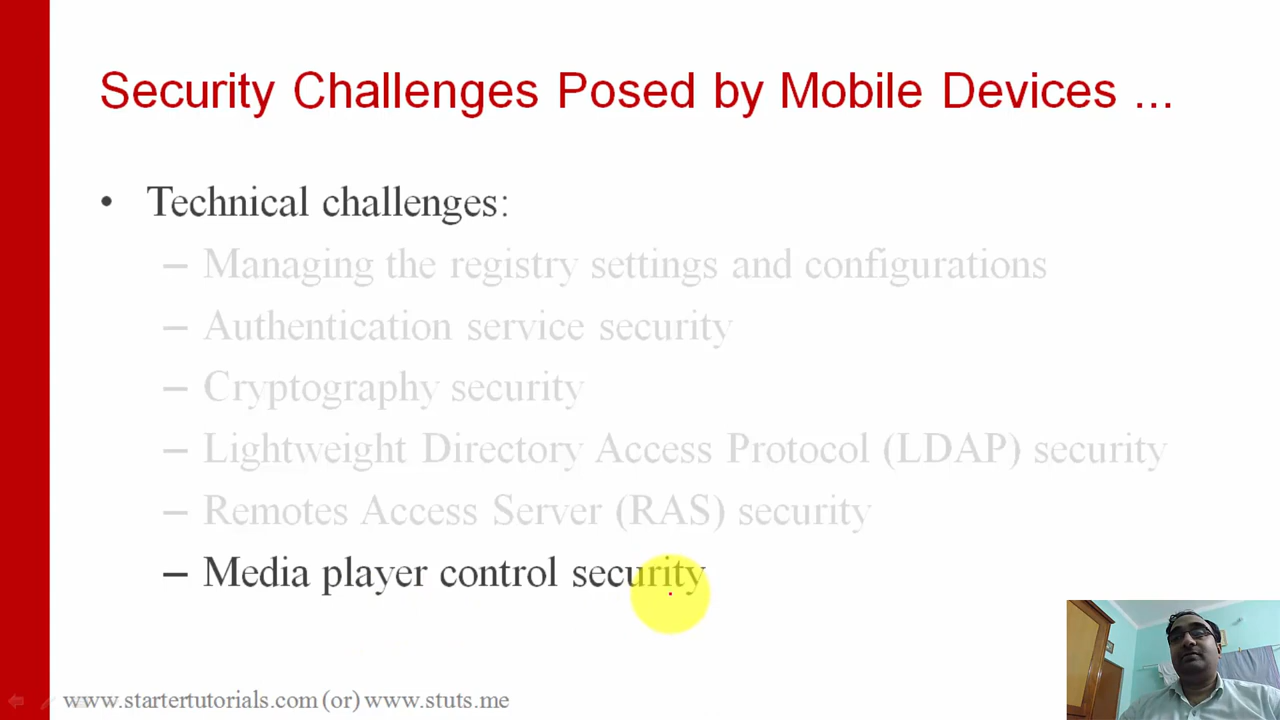 Security Challenges Posed by Mobile Devices ...
• Technical challenges:
– Managing the registry settings and configurations
– Authentication service security
– Cryptography security
– Lightweight Directory Access Protocol (LDAP) security
– Remotes Access Server (RAS) security
– Media player control security
www.startertutorials.com (or) www.stuts.me